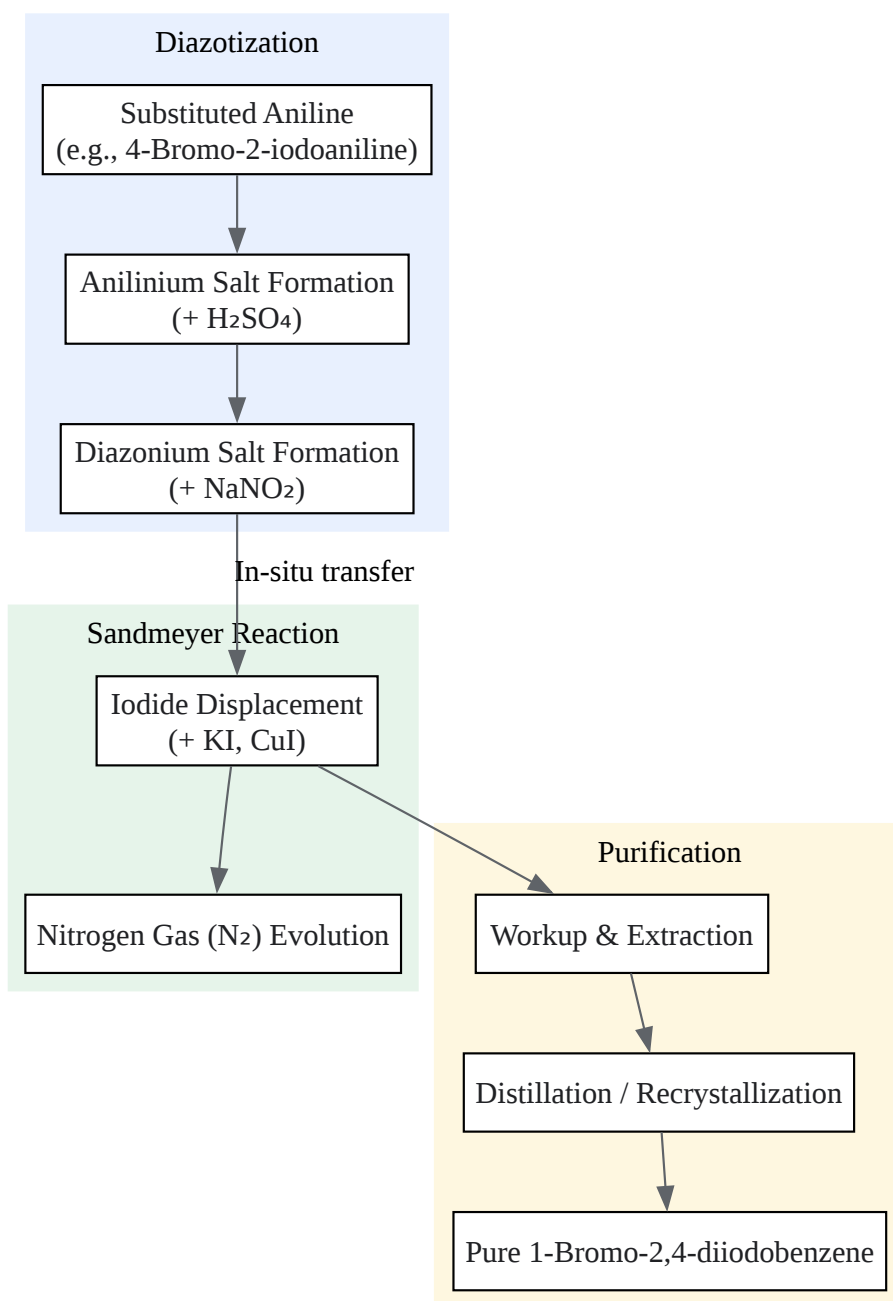 Diazotization
Substituted Aniline
(e.g., 4-Bromo-2-iodoaniline)
Anilinium Salt Formation
(+ H₂SO₄)
Diazonium Salt Formation
(+ NaNO₂)
In-situ transfer
Sandmeyer Reaction
Iodide Displacement
(+ KI, CuI)
Nitrogen Gas (N₂) Evolution
Purification
Workup & Extraction
Distillation / Recrystallization
Pure 1-Bromo-2,4-diiodobenzene